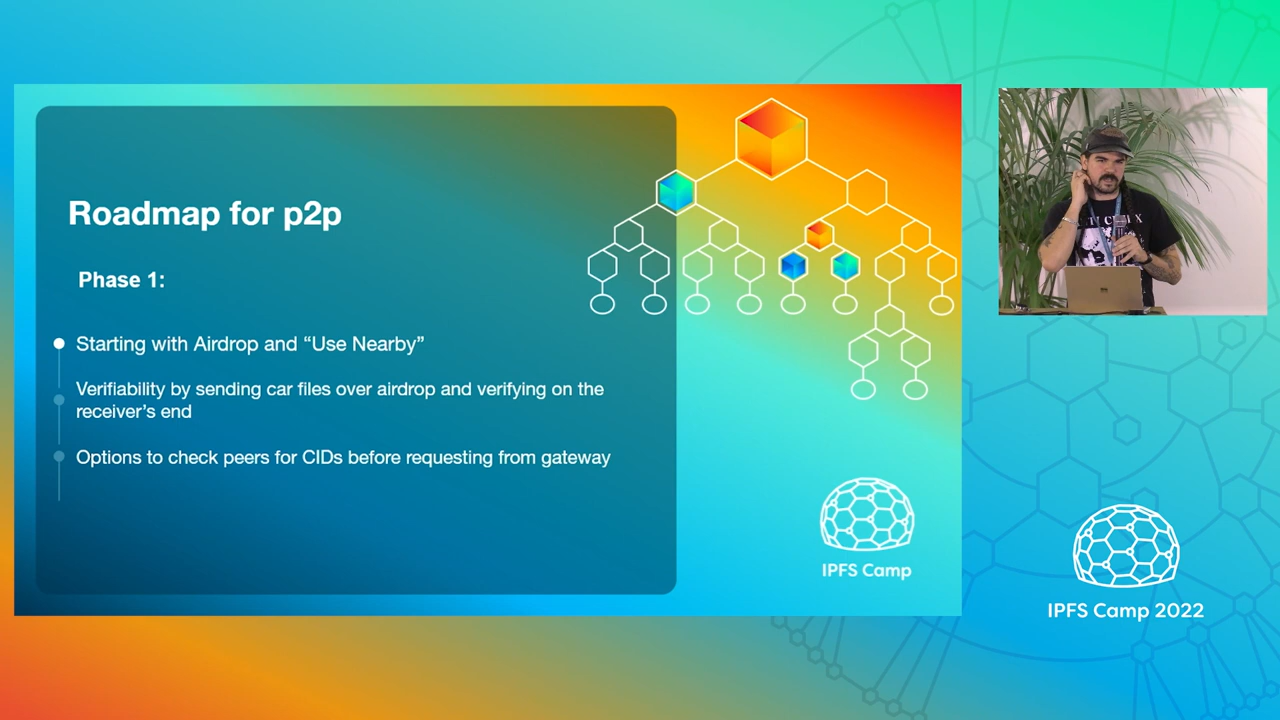 Roadmap for p2p
Phase 1:
Starting with Airdrop and “Use Nearby”
Verifiability by sending car files over airdrop and verifying on the
receiver’s end
Options to check peers for CIDs before requesting from gateway
IPFS Camp
IPFS Camp 2022